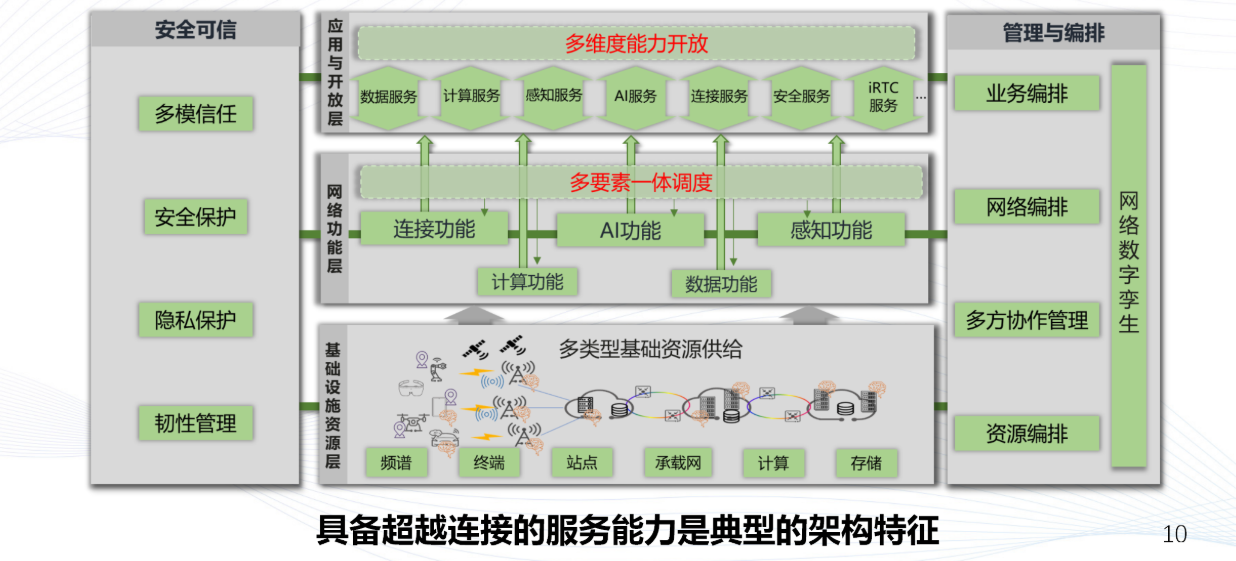 安全可信
多模信任
安全保护
隐私保护
韧性管理
应用与开放层
多维度能力开放
数据服务
计算服务
感知服务
AI服务
连接服务
安全服务
iRTC
服务
...
网络功能层
多要素一体调度
连接功能
AI功能
感知功能
计算功能
数据功能
基础设施资源层
多类型基础资源供给
频谱
终端
站点
承载网
计算
存储
管理与编排
业务编排
网络编排
多方协作管理
资源编排
网络数字孪生
具备超越连接的服务能力是典型的架构特征
10